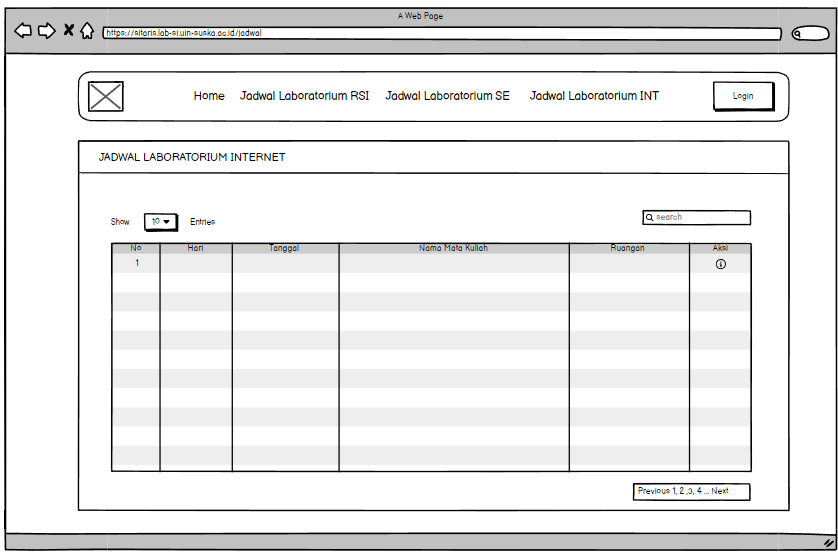 A Web Page
https://sitaris.lab-si.uin-suska.ac.id/jadwal
Home Jadwal Laboratorium RSI Jadwal Laboratorium SE Jadwal Laboratorium INT Login
JADWAL LABORATORIUM INTERNET
Show 10 Entries search
No Hari Tanggal Nama Mata Kuliah Ruangan Aksi
1
Previous 1, 2 ,3, 4 ... Next